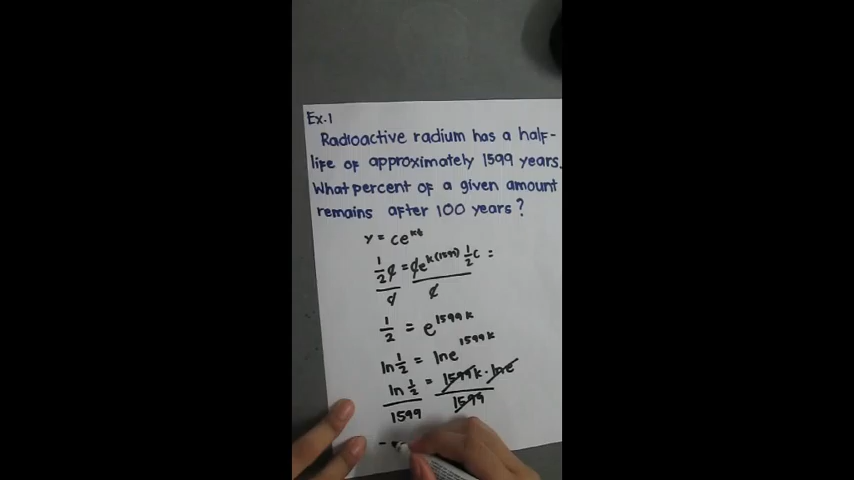 Ex.1
Radioactive radium has a half-
life of approximately 1599 years.
What percent of a given amount
remains after 100 years?
y = ce^kt
1/2 c = ce^k(1599) 1/2 c =
c c
1/2 = e^1599k
ln 1/2 = ln e^1599k
ln 1/2 = 1599k · ln e
1599 1599
-